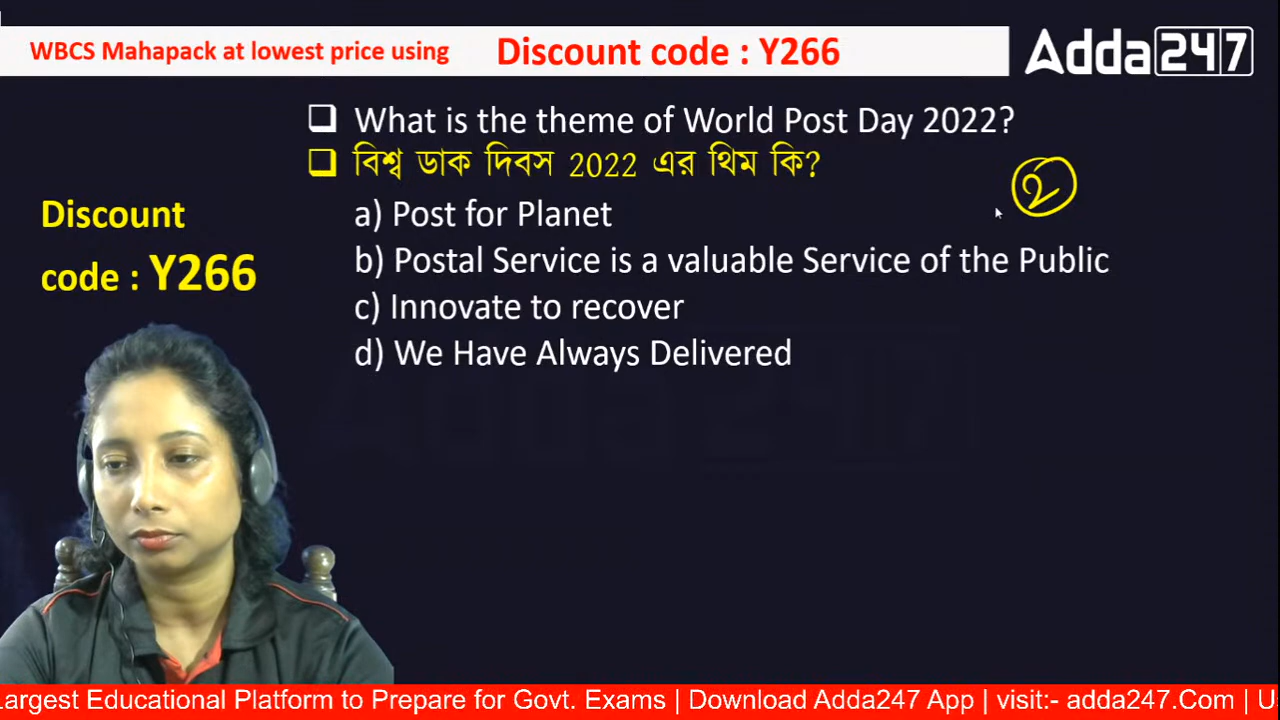 WBCS Mahapack at lowest price using Discount code : Y266
Adda247
What is the theme of World Post Day 2022?
বিশ্ব ডাক দিবস 2022 এর থিম কি?
Discount
code : Y266
a) Post for Planet
b) Postal Service is a valuable Service of the Public
c) Innovate to recover
d) We Have Always Delivered
২
argest Educational Platform to Prepare for Govt. Exams | Download Adda247 App | visit:- adda247.Com | U